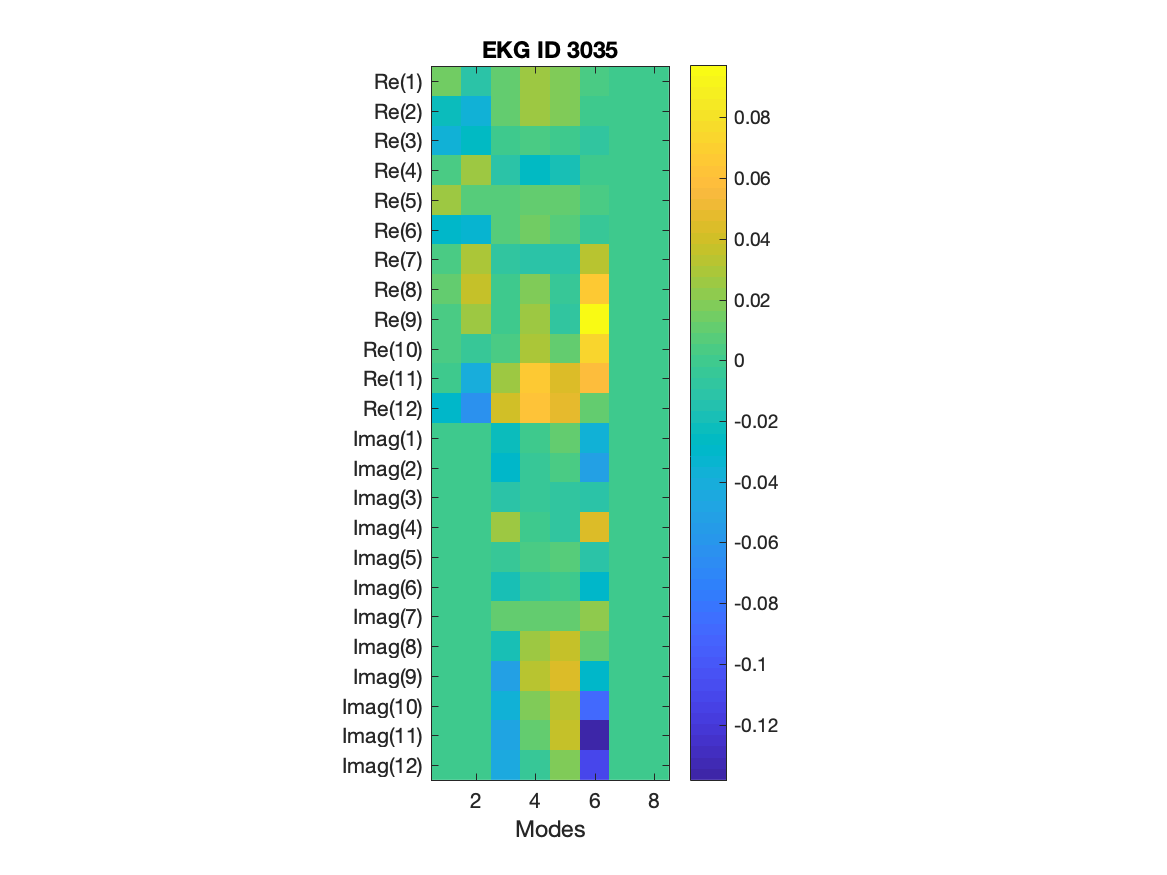 EKG ID 3035
Re(1)
Re(2)
Re(3)
Re(4)
Re(5)
Re(6)
Re(7)
Re(8)
Re(9)
Re(10)
Re(11)
Re(12)
Imag(1)
Imag(2)
Imag(3)
Imag(4)
Imag(5)
Imag(6)
Imag(7)
Imag(8)
Imag(9)
Imag(10)
Imag(11)
Imag(12)
2 4 6 8
Modes
0.08
0.06
0.04
0.02
0
-0.02
-0.04
-0.06
-0.08
-0.1
-0.12